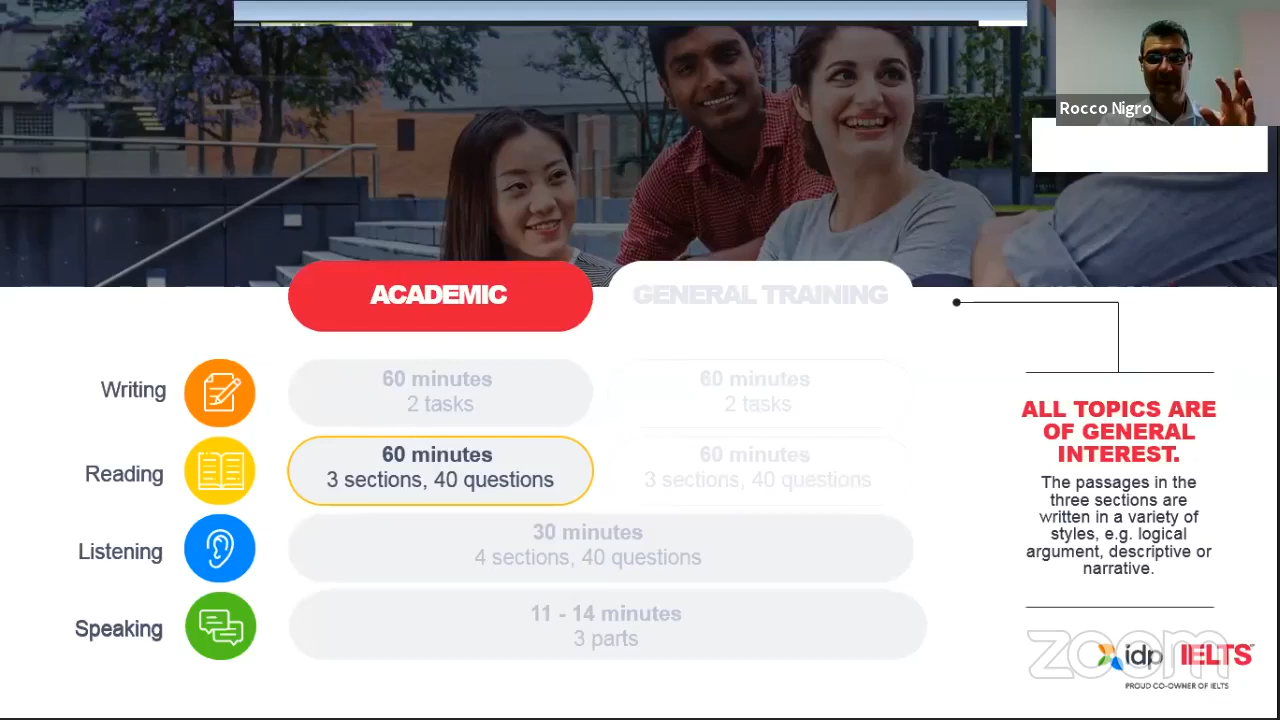 Rocco Nigro
ACADEMIC
GENERAL TRAINING
Writing
60 minutes
2 tasks
60 minutes
2 tasks
Reading
60 minutes
3 sections, 40 questions
60 minutes
3 sections, 40 questions
Listening
30 minutes
4 sections, 40 questions
Speaking
11 - 14 minutes
3 parts
ALL TOPICS ARE
OF GENERAL
INTEREST.
The passages in the
three sections are
written in a variety of
styles, e.g. logical
argument, descriptive or
narrative.
zoom
idp IELTS™
PROUD CO-OWNER OF IELTS